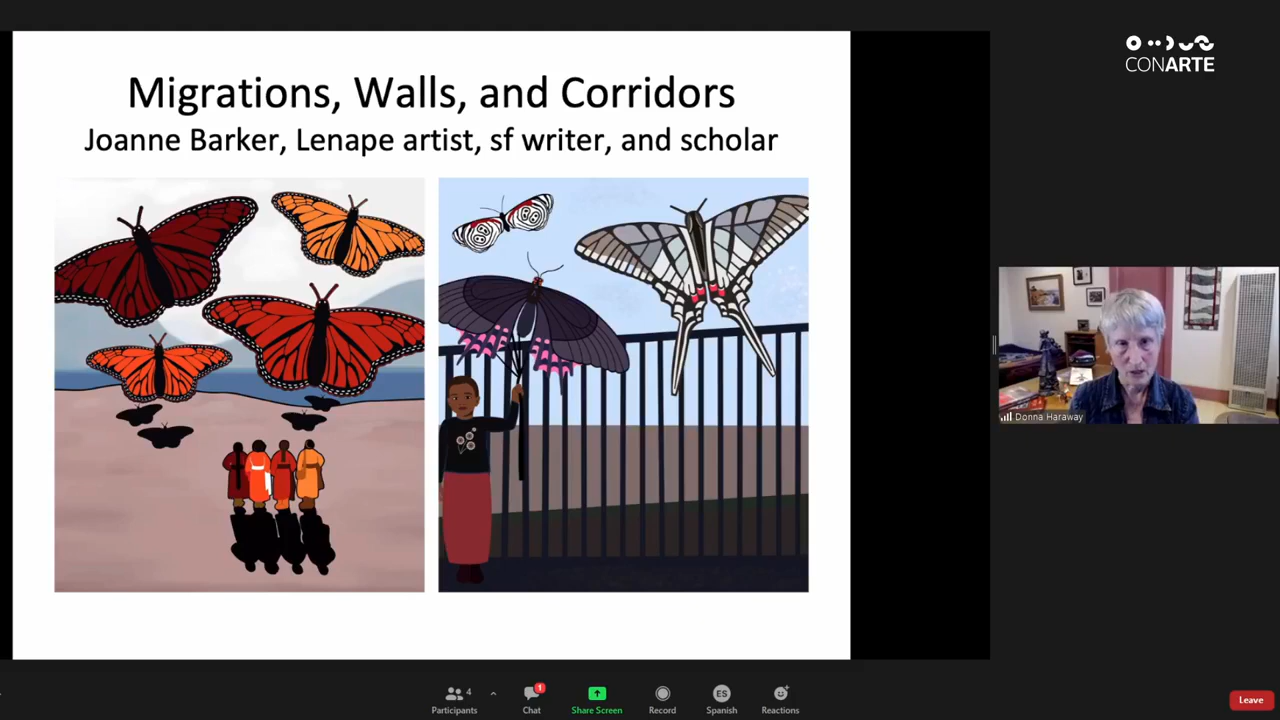 CONARTE
Migrations, Walls, and Corridors
Joanne Barker, Lenape artist, sf writer, and scholar
Donna Haraway
4
1
ES
Participants
Chat
Share Screen
Record
Spanish
Reactions
Leave